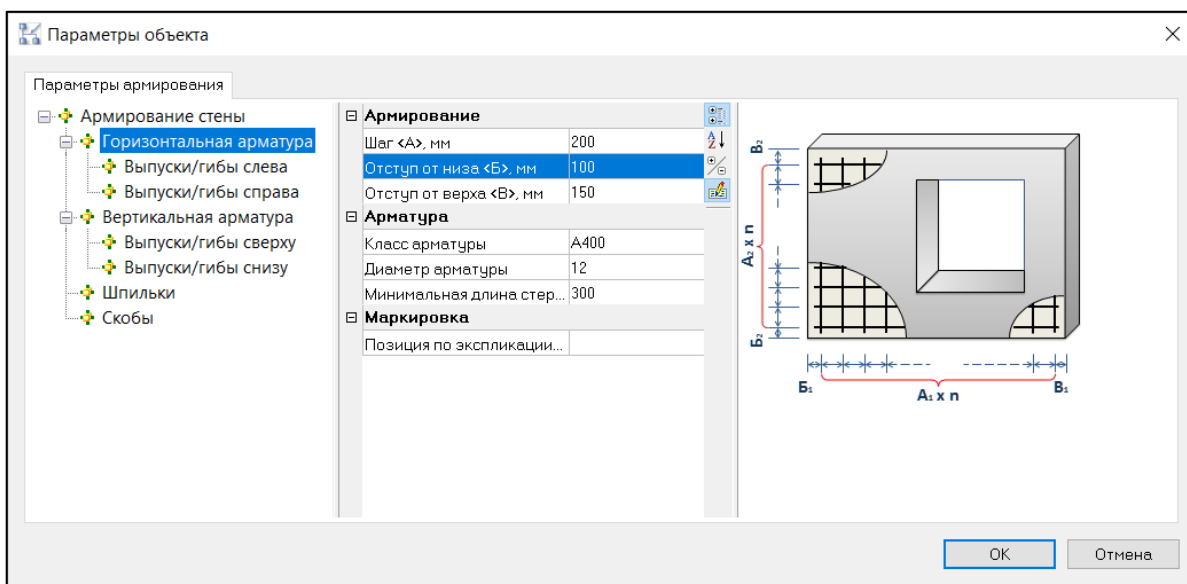 Параметры объекта
Параметры армирования
Армирование стены
Горизонтальная арматура
Выпуски/гибы слева
Выпуски/гибы справа
Вертикальная арматура
Выпуски/гибы сверху
Выпуски/гибы снизу
Шпильки
Скобы
Армирование
Шаг <А>, мм 200
Отступ от низа <Б>, мм 100
Отступ от верха <В>, мм 150
Арматура
Класс арматуры А400
Диаметр арматуры 12
Минимальная длина стер... 300
Маркировка
Позиция по экспликации...
В₂
А₂ x n
Б₂
Б₁
А₁ x n
В₁
OK
Отмена